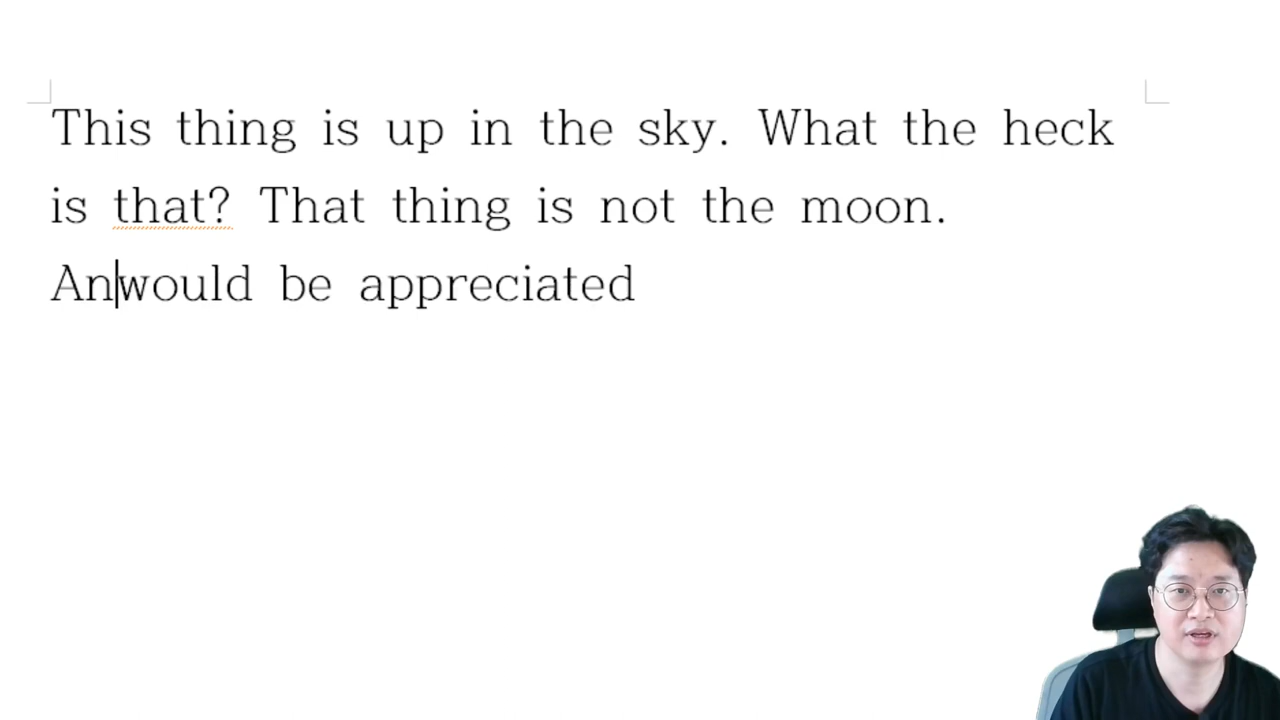 This thing is up in the sky. What the heck
is that? That thing is not the moon.
Anwould be appreciated